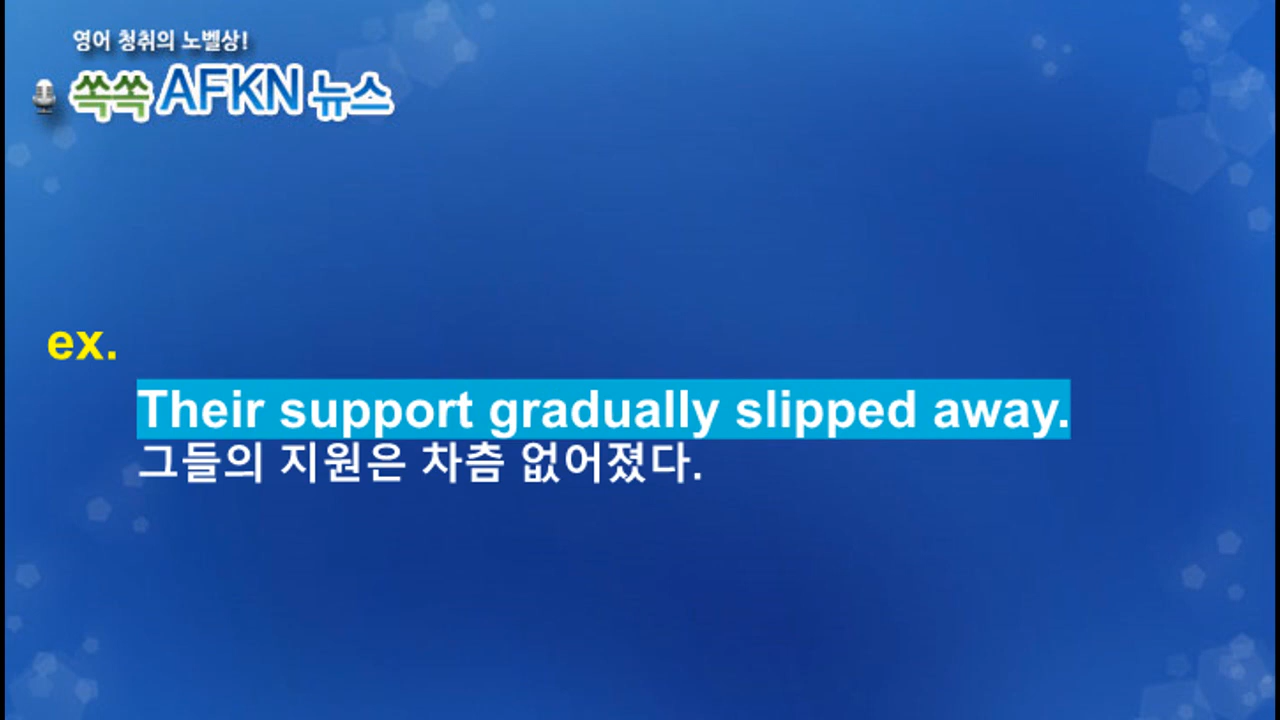 영어 청취의 노벨상!
쏙쏙 AFKN 뉴스
ex.
Their support gradually slipped away.
그들의 지원은 차츰 없어졌다.